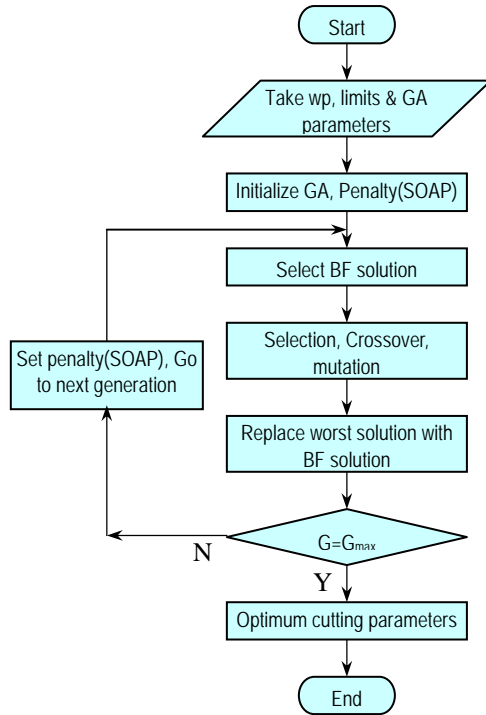 Start
Take wp, limits & GA
parameters
Initialize GA, Penalty(SOAP)
Select BF solution
Selection, Crossover,
mutation
Set penalty(SOAP), Go
to next generation
Replace worst solution with
BF solution
G=Gmax
N
Y
Optimum cutting parameters
End